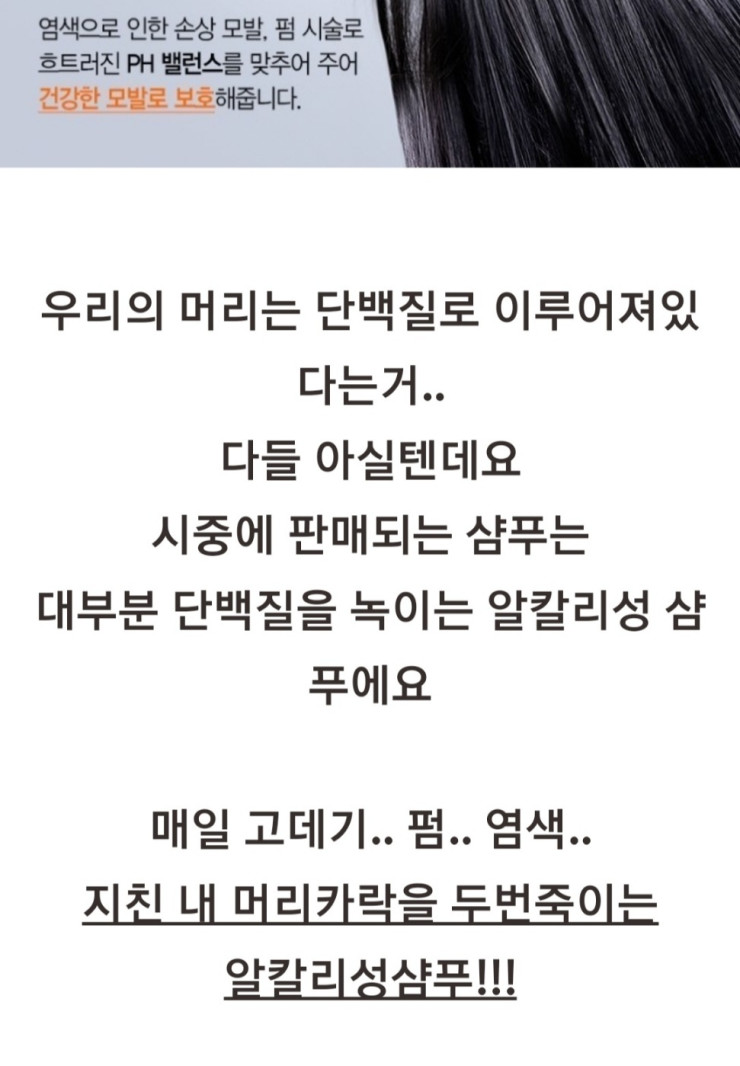 염색으로 인한 손상 모발, 펌 시술로
흐트러진 PH 밸런스를 맞추어 주어
건강한 모발로 보호해줍니다.
우리의 머리는 단백질로 이루어져있
다는거..
다들 아실텐데요
시중에 판매되는 샴푸는
대부분 단백질을 녹이는 알칼리성 샴
푸에요
매일 고데기.. 펌.. 염색..
지친 내 머리카락을 두번죽이는
알칼리성샴푸!!!